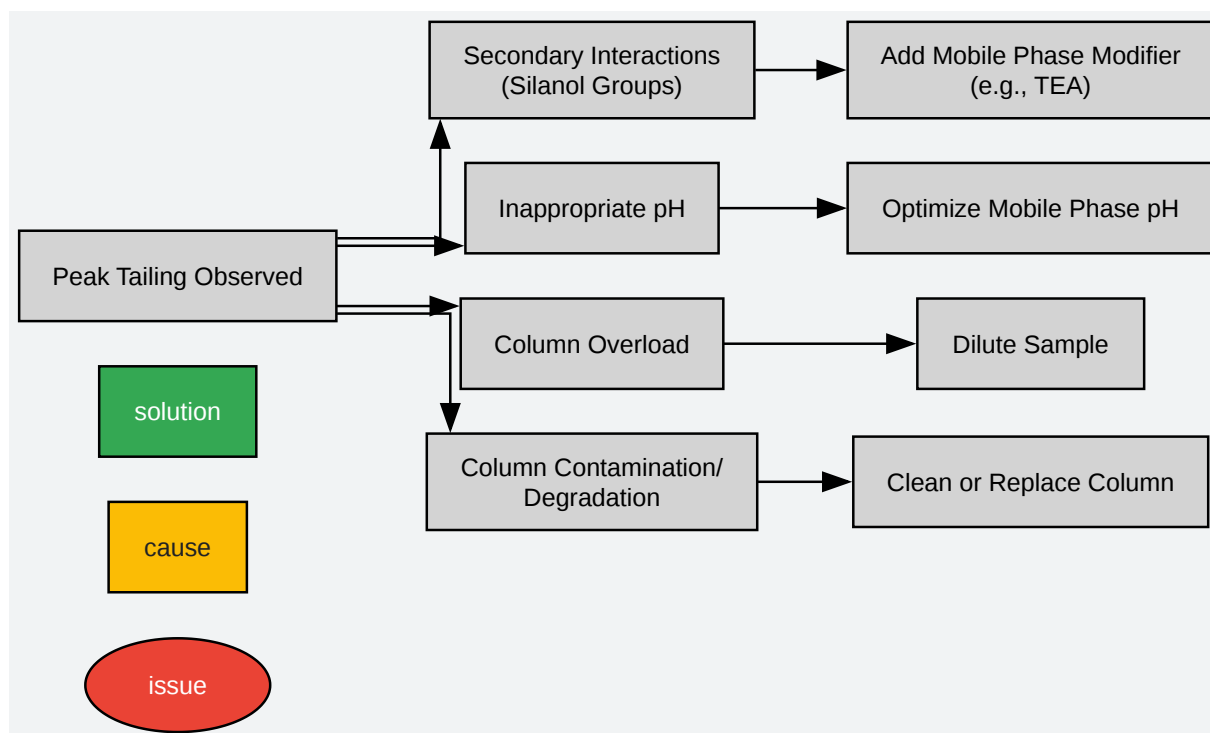 Secondary Interactions
(Silanol Groups)
Add Mobile Phase Modifier
(e.g., TEA)
Inappropriate pH
Optimize Mobile Phase pH
Peak Tailing Observed
Column Overload
Dilute Sample
solution
Column Contamination/
Degradation
Clean or Replace Column
cause
issue